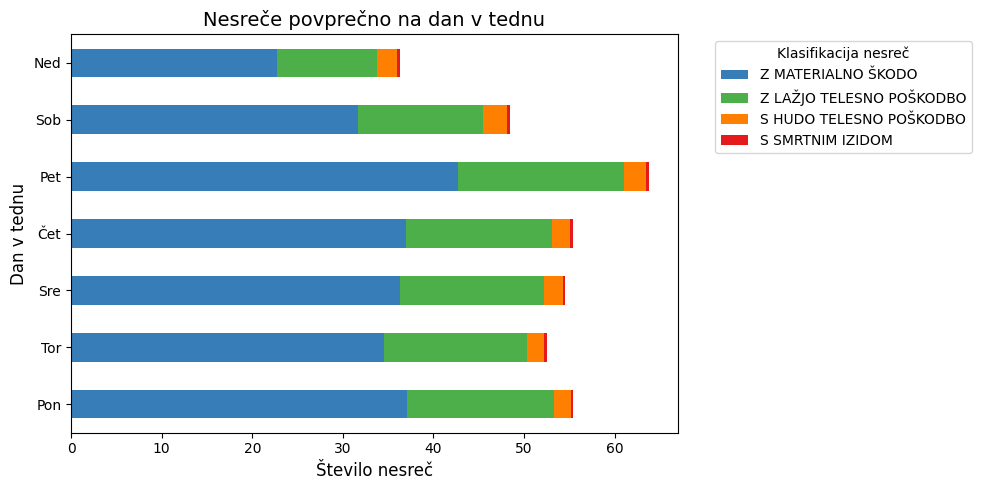 Nesreče povprečno na dan v tednu
Klasifikacija nesreč
Z MATERIALNO ŠKODO
Z LAŽJO TELESNO POŠKODBO
S HUDO TELESNO POŠKODBO
S SMRTNIM IZIDOM
Dan v tednu
Ned
Sob
Pet
Čet
Sre
Tor
Pon
0 10 20 30 40 50 60
Število nesreč